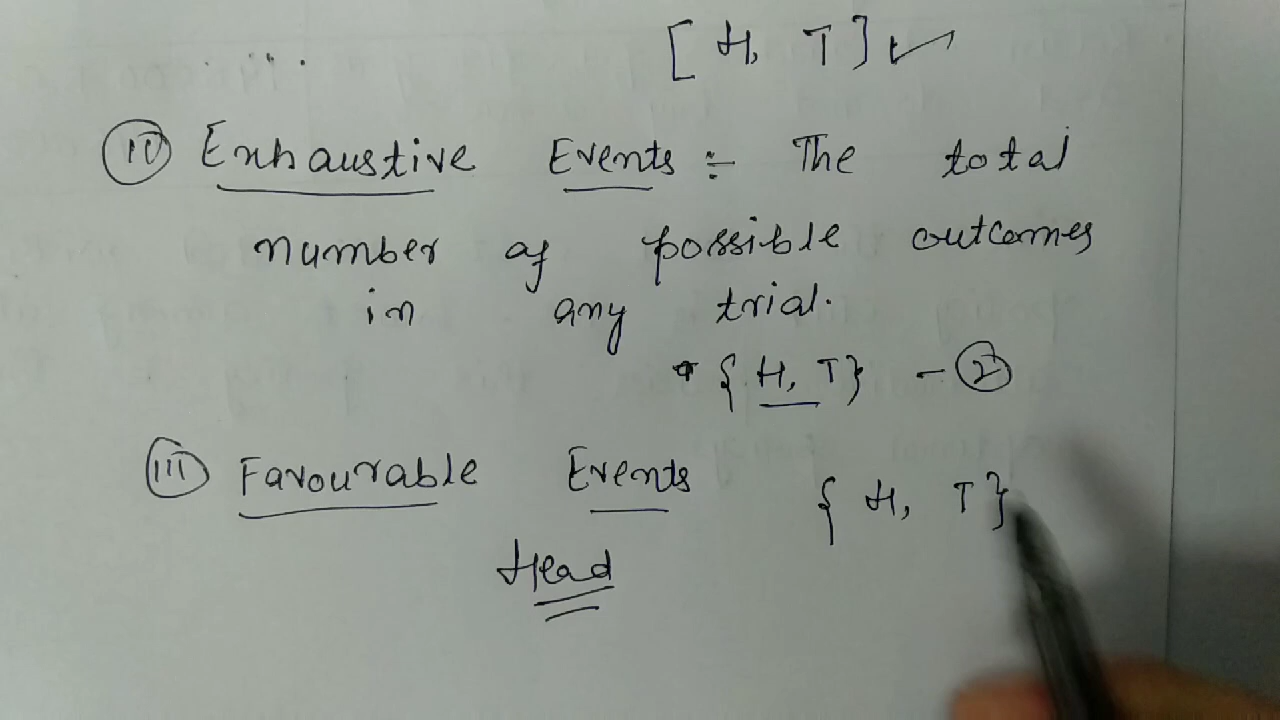 [H, T] ✓
(ii) Exhaustive Events :- The total
number of possible outcomes
in any trial.
{H, T} - ②
(iii) Favourable Events {H, T}
Head